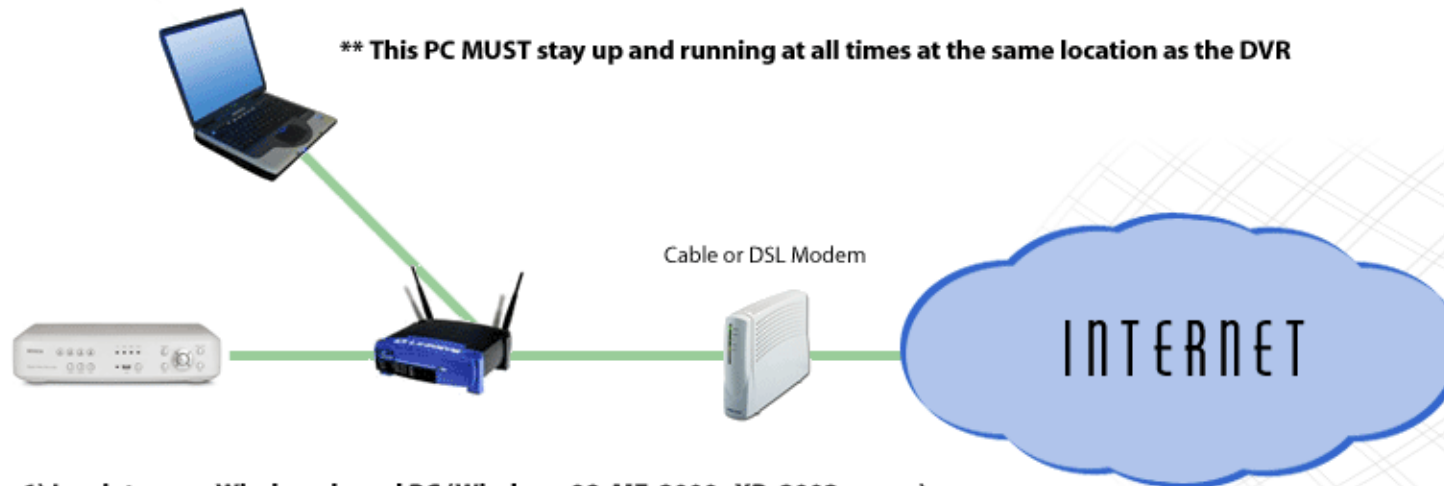 ** This PC MUST stay up and running at all times at the same location as the DVR
Cable or DSL Modem
INTERNET